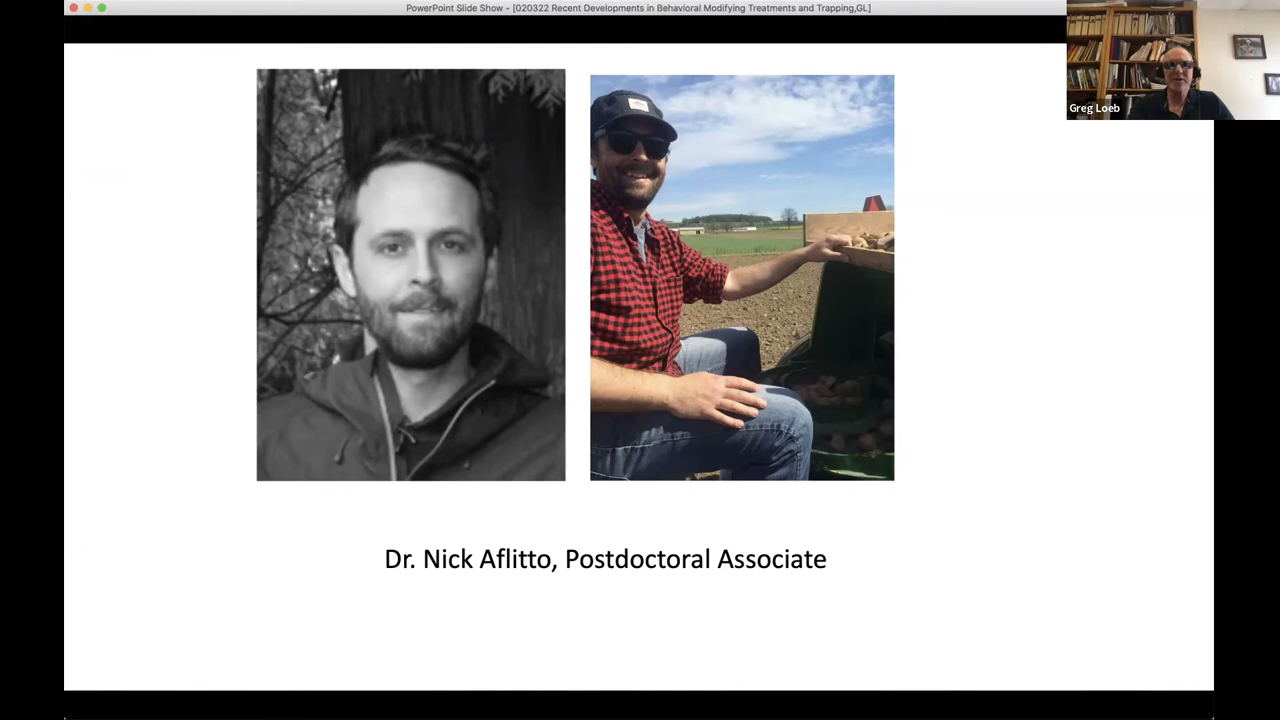 PowerPoint Slide Show - [020322 Recent Developments in Behavioral Modifying Treatments and Trapping,GL]
Greg Loeb
Dr. Nick Aflitto, Postdoctoral Associate